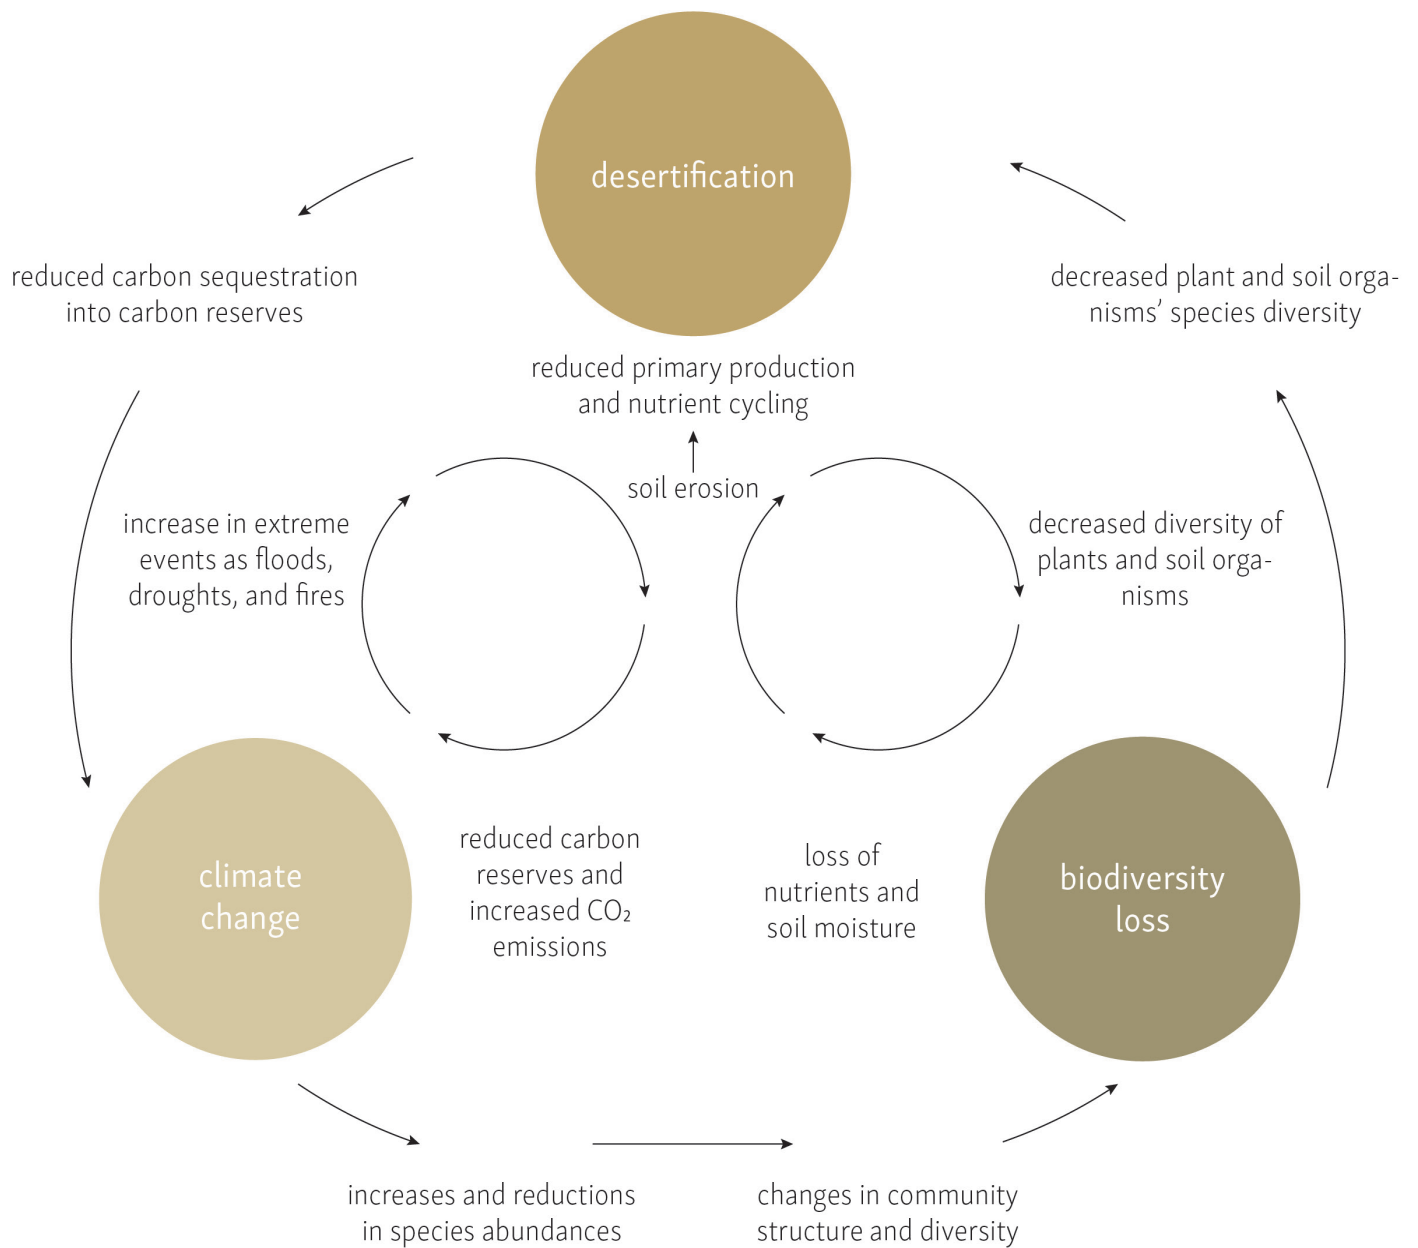 desertification
reduced carbon sequestration
into carbon reserves
decreased plant and soil orga-
nisms’ species diversity
reduced primary production
and nutrient cycling
soil erosion
increase in extreme
events as floods,
droughts, and fires
decreased diversity of
plants and soil orga-
nisms
climate
change
reduced carbon
reserves and
increased CO₂
emissions
loss of
nutrients and
soil moisture
biodiversity
loss
increases and reductions
in species abundances
changes in community
structure and diversity